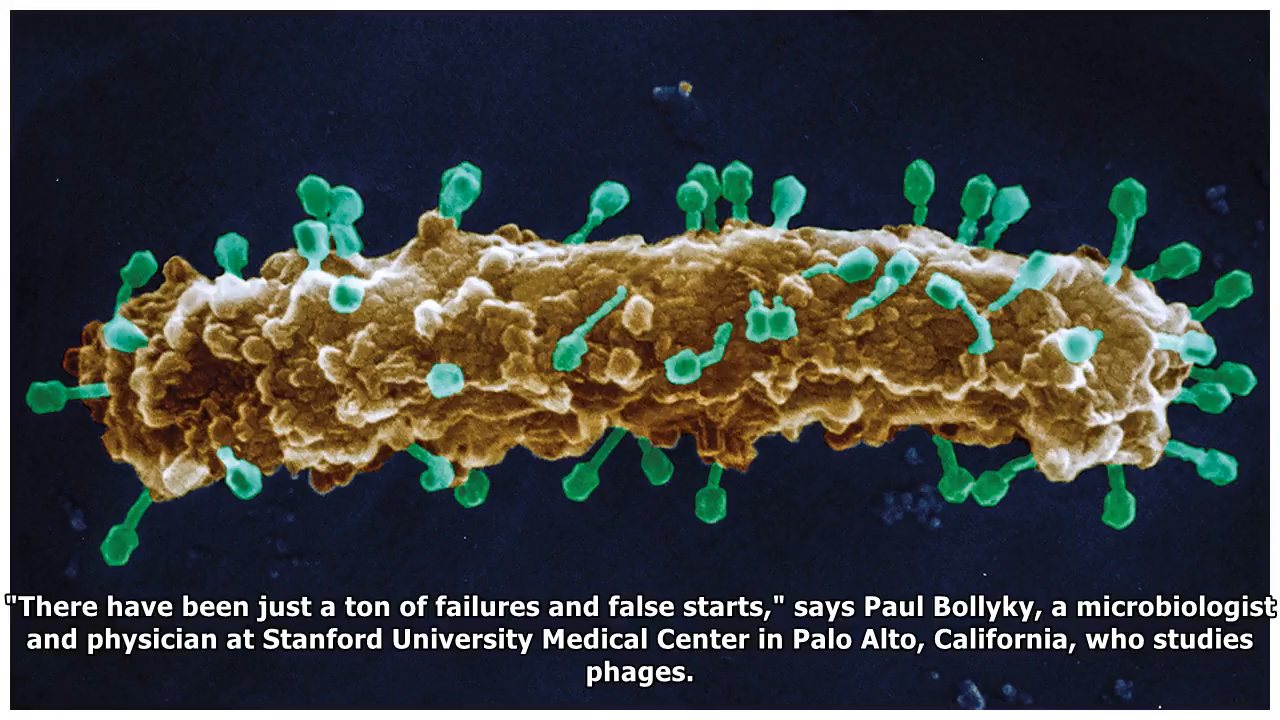 "There have been just a ton of failures and false starts," says Paul Bollyky, a microbiologist
and physician at Stanford University Medical Center in Palo Alto, California, who studies
phages.